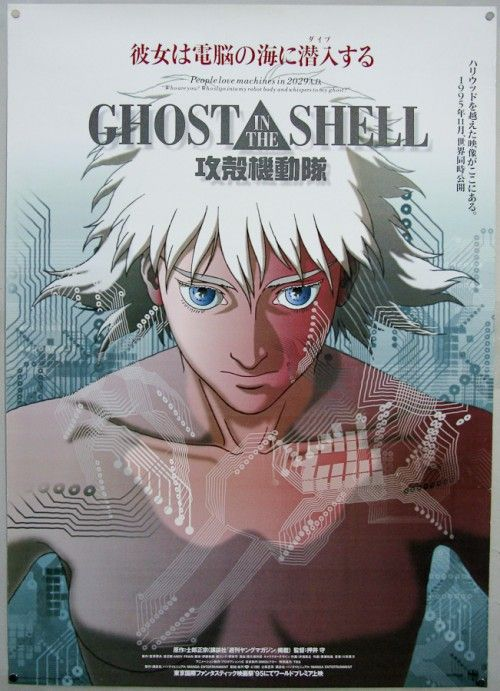 ダイブ
彼女は電脳の海に潜入する
People love machines in 2029 A.D.
"Who are you? Who slips into my robot body and whispers to my ghost?"
GHOST IN THE SHELL
攻殻機動隊
ハリウッドを越えた映像がここにある。
1995年11月、世界同時公開
原作:士郎正宗(講談社「週刊ヤングマガジン」掲載) 監督:押井 守
東京国際ファンタスティック映画祭'95にてワールドプレミア上映